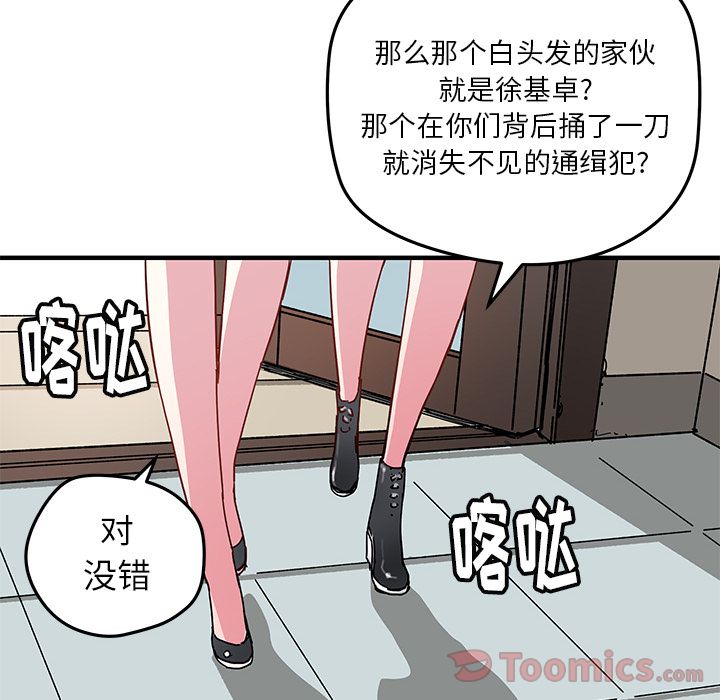 那么那个白头发的家伙
就是徐基卓?
那个在你们背后捅了一刀
就消失不见的通缉犯?
喀哒
对
没错
喀哒
Toomics.com